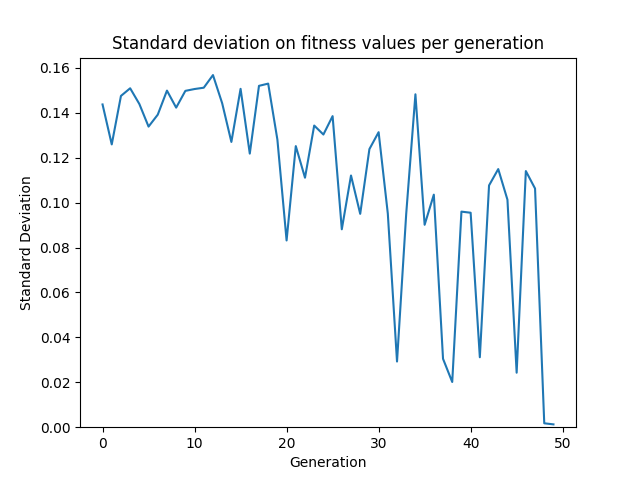 Standard deviation on fitness values per generation
0.16
0.14
0.12
0.10
0.08
0.06
0.04
0.02
0.00
Standard Deviation
0 10 20 30 40 50
Generation